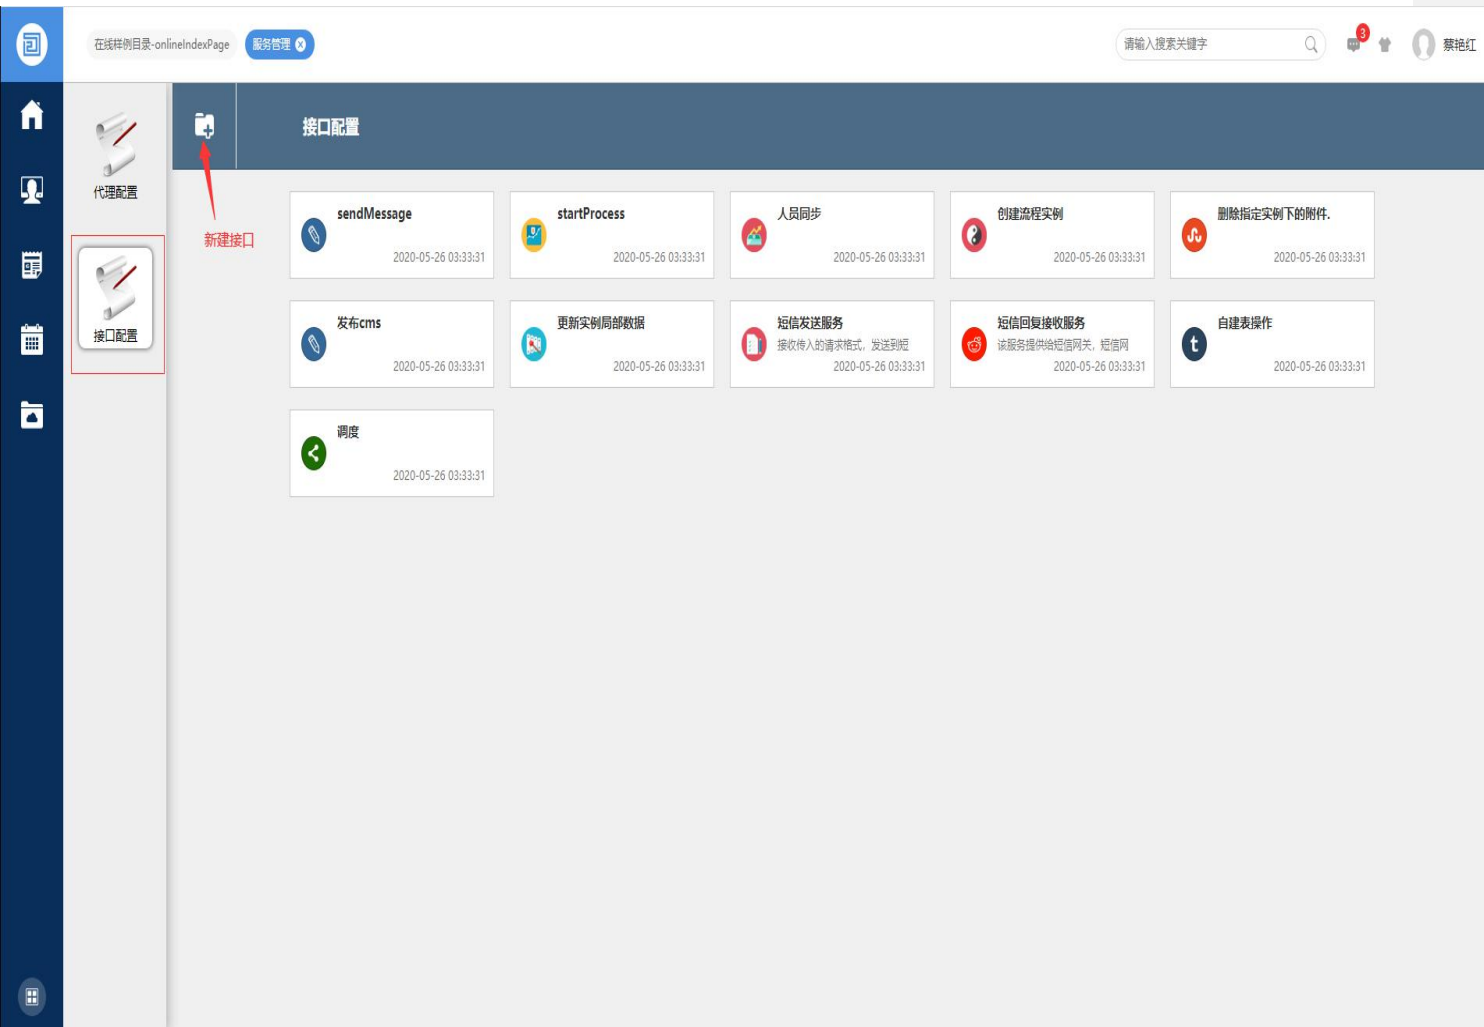 在线样例目录-onlineIndexPage
服务管理
请输入搜素关键字
3
蔡艳红
代理配置
接口配置
接口配置
新建接口
sendMessage
2020-05-26 03:33:31
startProcess
2020-05-26 03:33:31
人员同步
2020-05-26 03:33:31
创建流程实例
2020-05-26 03:33:31
删除指定实例下的附件.
2020-05-26 03:33:31
发布cms
2020-05-26 03:33:31
更新实例局部数据
2020-05-26 03:33:31
短信发送服务
接收传入的请求格式，发送到短
2020-05-26 03:33:31
短信回复接收服务
该服务提供给短信网关，短信网
2020-05-26 03:33:31
自建表操作
2020-05-26 03:33:31
调度
2020-05-26 03:33:31